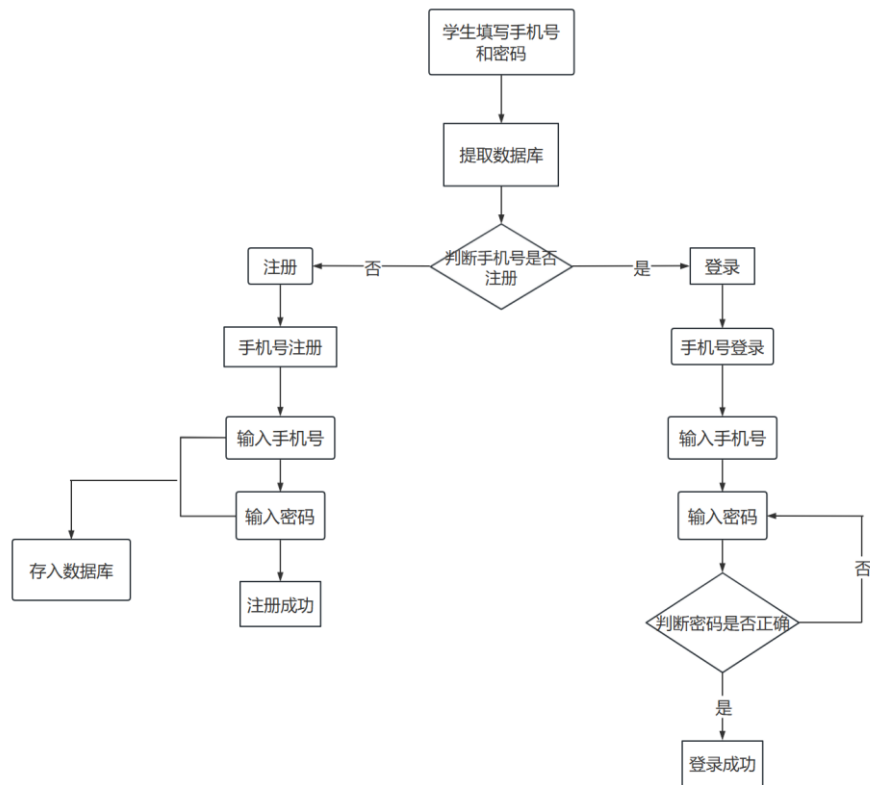 学生填写手机号
和密码
提取数据库
判断手机号是否
注册
否
是
注册
登录
手机号注册
手机号登录
输入手机号
输入手机号
输入密码
输入密码
存入数据库
否
注册成功
判断密码是否正确
是
登录成功